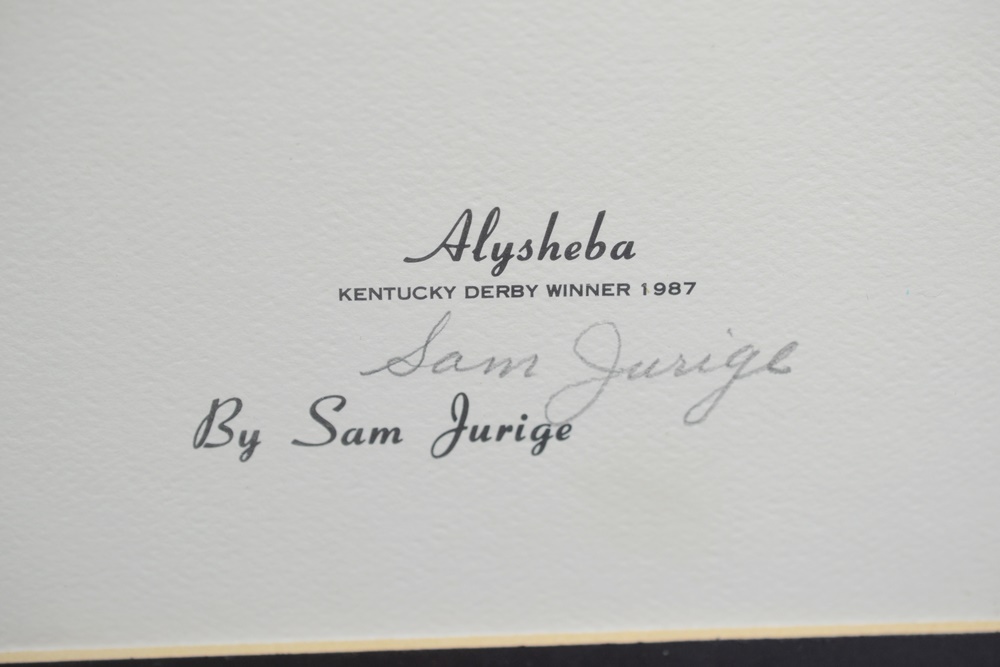 Alysheba
KENTUCKY DERBY WINNER 1987
Sam Jurige
By Sam Jurige